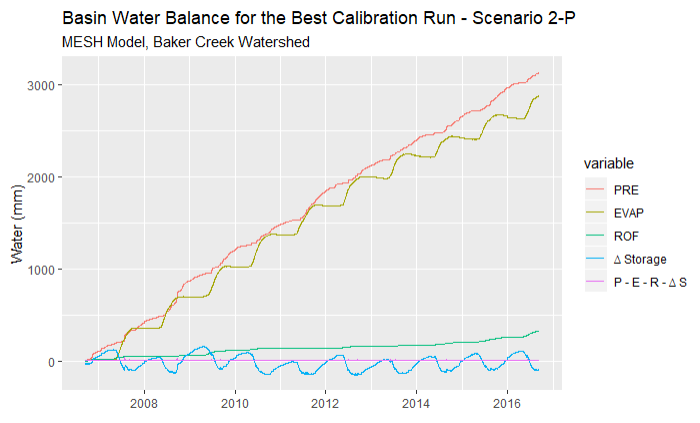 Basin Water Balance for the Best Calibration Run - Scenario 2-P
MESH Model, Baker Creek Watershed
Water (mm)
3000
2000
1000
0
2008 2010 2012 2014 2016
variable
PRE
EVAP
ROF
Δ Storage
P - E - R - Δ S